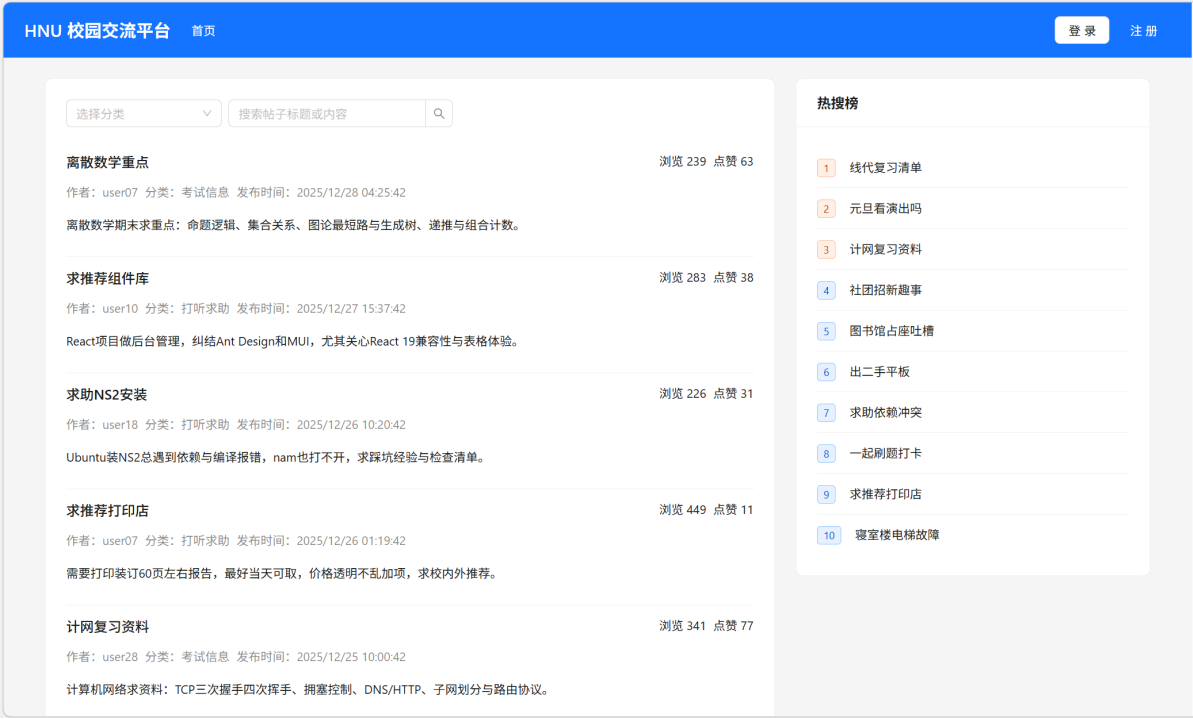 HNU 校园交流平台 首页 登 录 注 册
选择分类 搜索帖子标题或内容
离散数学重点 浏览 239 点赞 63
作者：user07 分类：考试信息 发布时间：2025/12/28 04:25:42
离散数学期末求重点：命题逻辑、集合关系、图论最短路与生成树、递推与组合计数。
求推荐组件库 浏览 283 点赞 38
作者：user10 分类：打听求助 发布时间：2025/12/27 15:37:42
React项目做后台管理，纠结Ant Design和MUI，尤其关心React 19兼容性与表格体验。
求助NS2安装 浏览 226 点赞 31
作者：user18 分类：打听求助 发布时间：2025/12/26 10:20:42
Ubuntu装NS2总遇到依赖与编译报错，nam也打不开，求踩坑经验与检查清单。
求推荐打印店 浏览 449 点赞 11
作者：user07 分类：打听求助 发布时间：2025/12/26 01:19:42
需要打印装订60页左右报告，最好当天可取，价格透明不乱加项，求校内外推荐。
计网复习资料 浏览 341 点赞 77
作者：user28 分类：考试信息 发布时间：2025/12/25 10:00:42
计算机网络求资料：TCP三次握手四次挥手、拥塞控制、DNS/HTTP、子网划分与路由协议。
热搜榜
1 线代复习清单
2 元旦看演出吗
3 计网复习资料
4 社团招新趣事
5 图书馆占座吐槽
6 出二手平板
7 求助依赖冲突
8 一起刷题打卡
9 求推荐打印店
10 寝室楼电梯故障